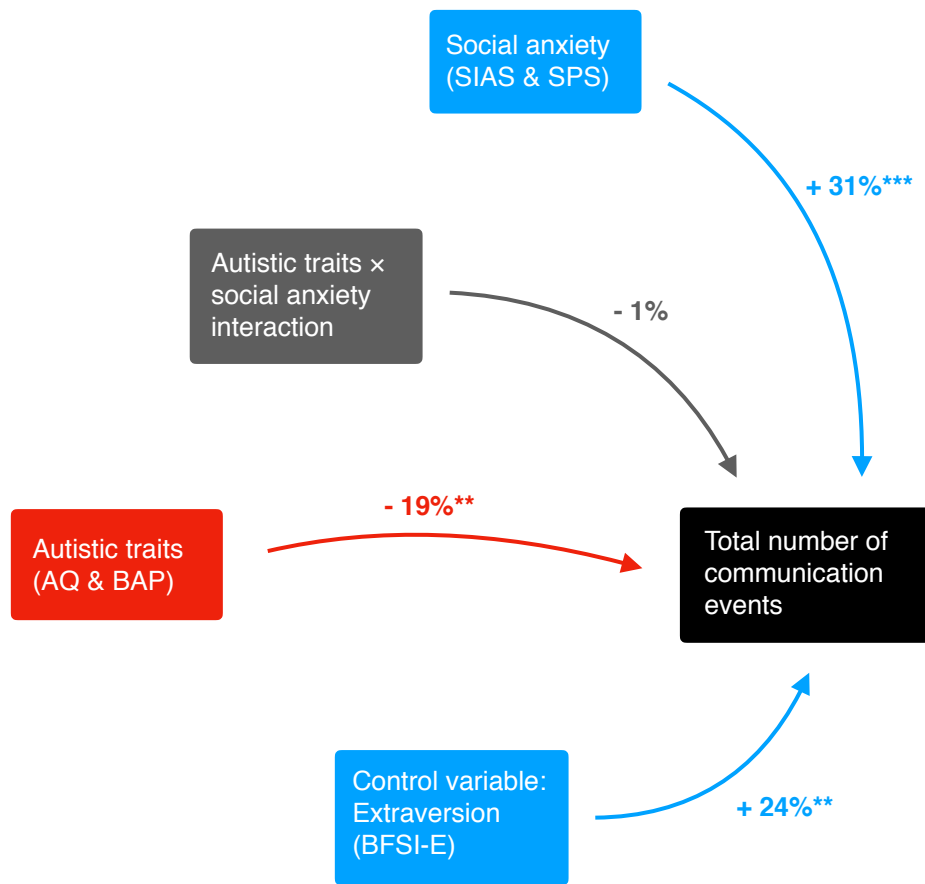 Social anxiety
(SIAS & SPS)
+ 31%***
Autistic traits ×
social anxiety
interaction
- 1%
- 19%**
Autistic traits
(AQ & BAP)
Total number of
communication
events
Control variable:
Extraversion
(BFSI-E)
+ 24%**